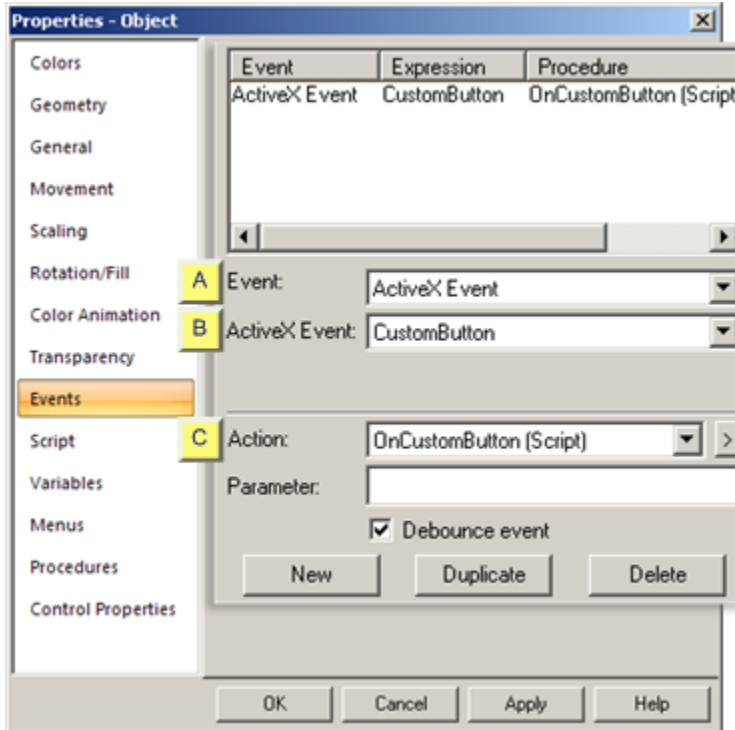 Properties - Object
Colors
Geometry
General
Movement
Scaling
Rotation/Fill
Color Animation
Transparency
Events
Script
Variables
Menus
Procedures
Control Properties
Event Expression Procedure
ActiveX Event CustomButton OnCustomButton (Script
A Event: ActiveX Event
B ActiveX Event: CustomButton
C Action: OnCustomButton (Script) >
Parameter:
Debounce event
New Duplicate Delete
OK Cancel Apply Help